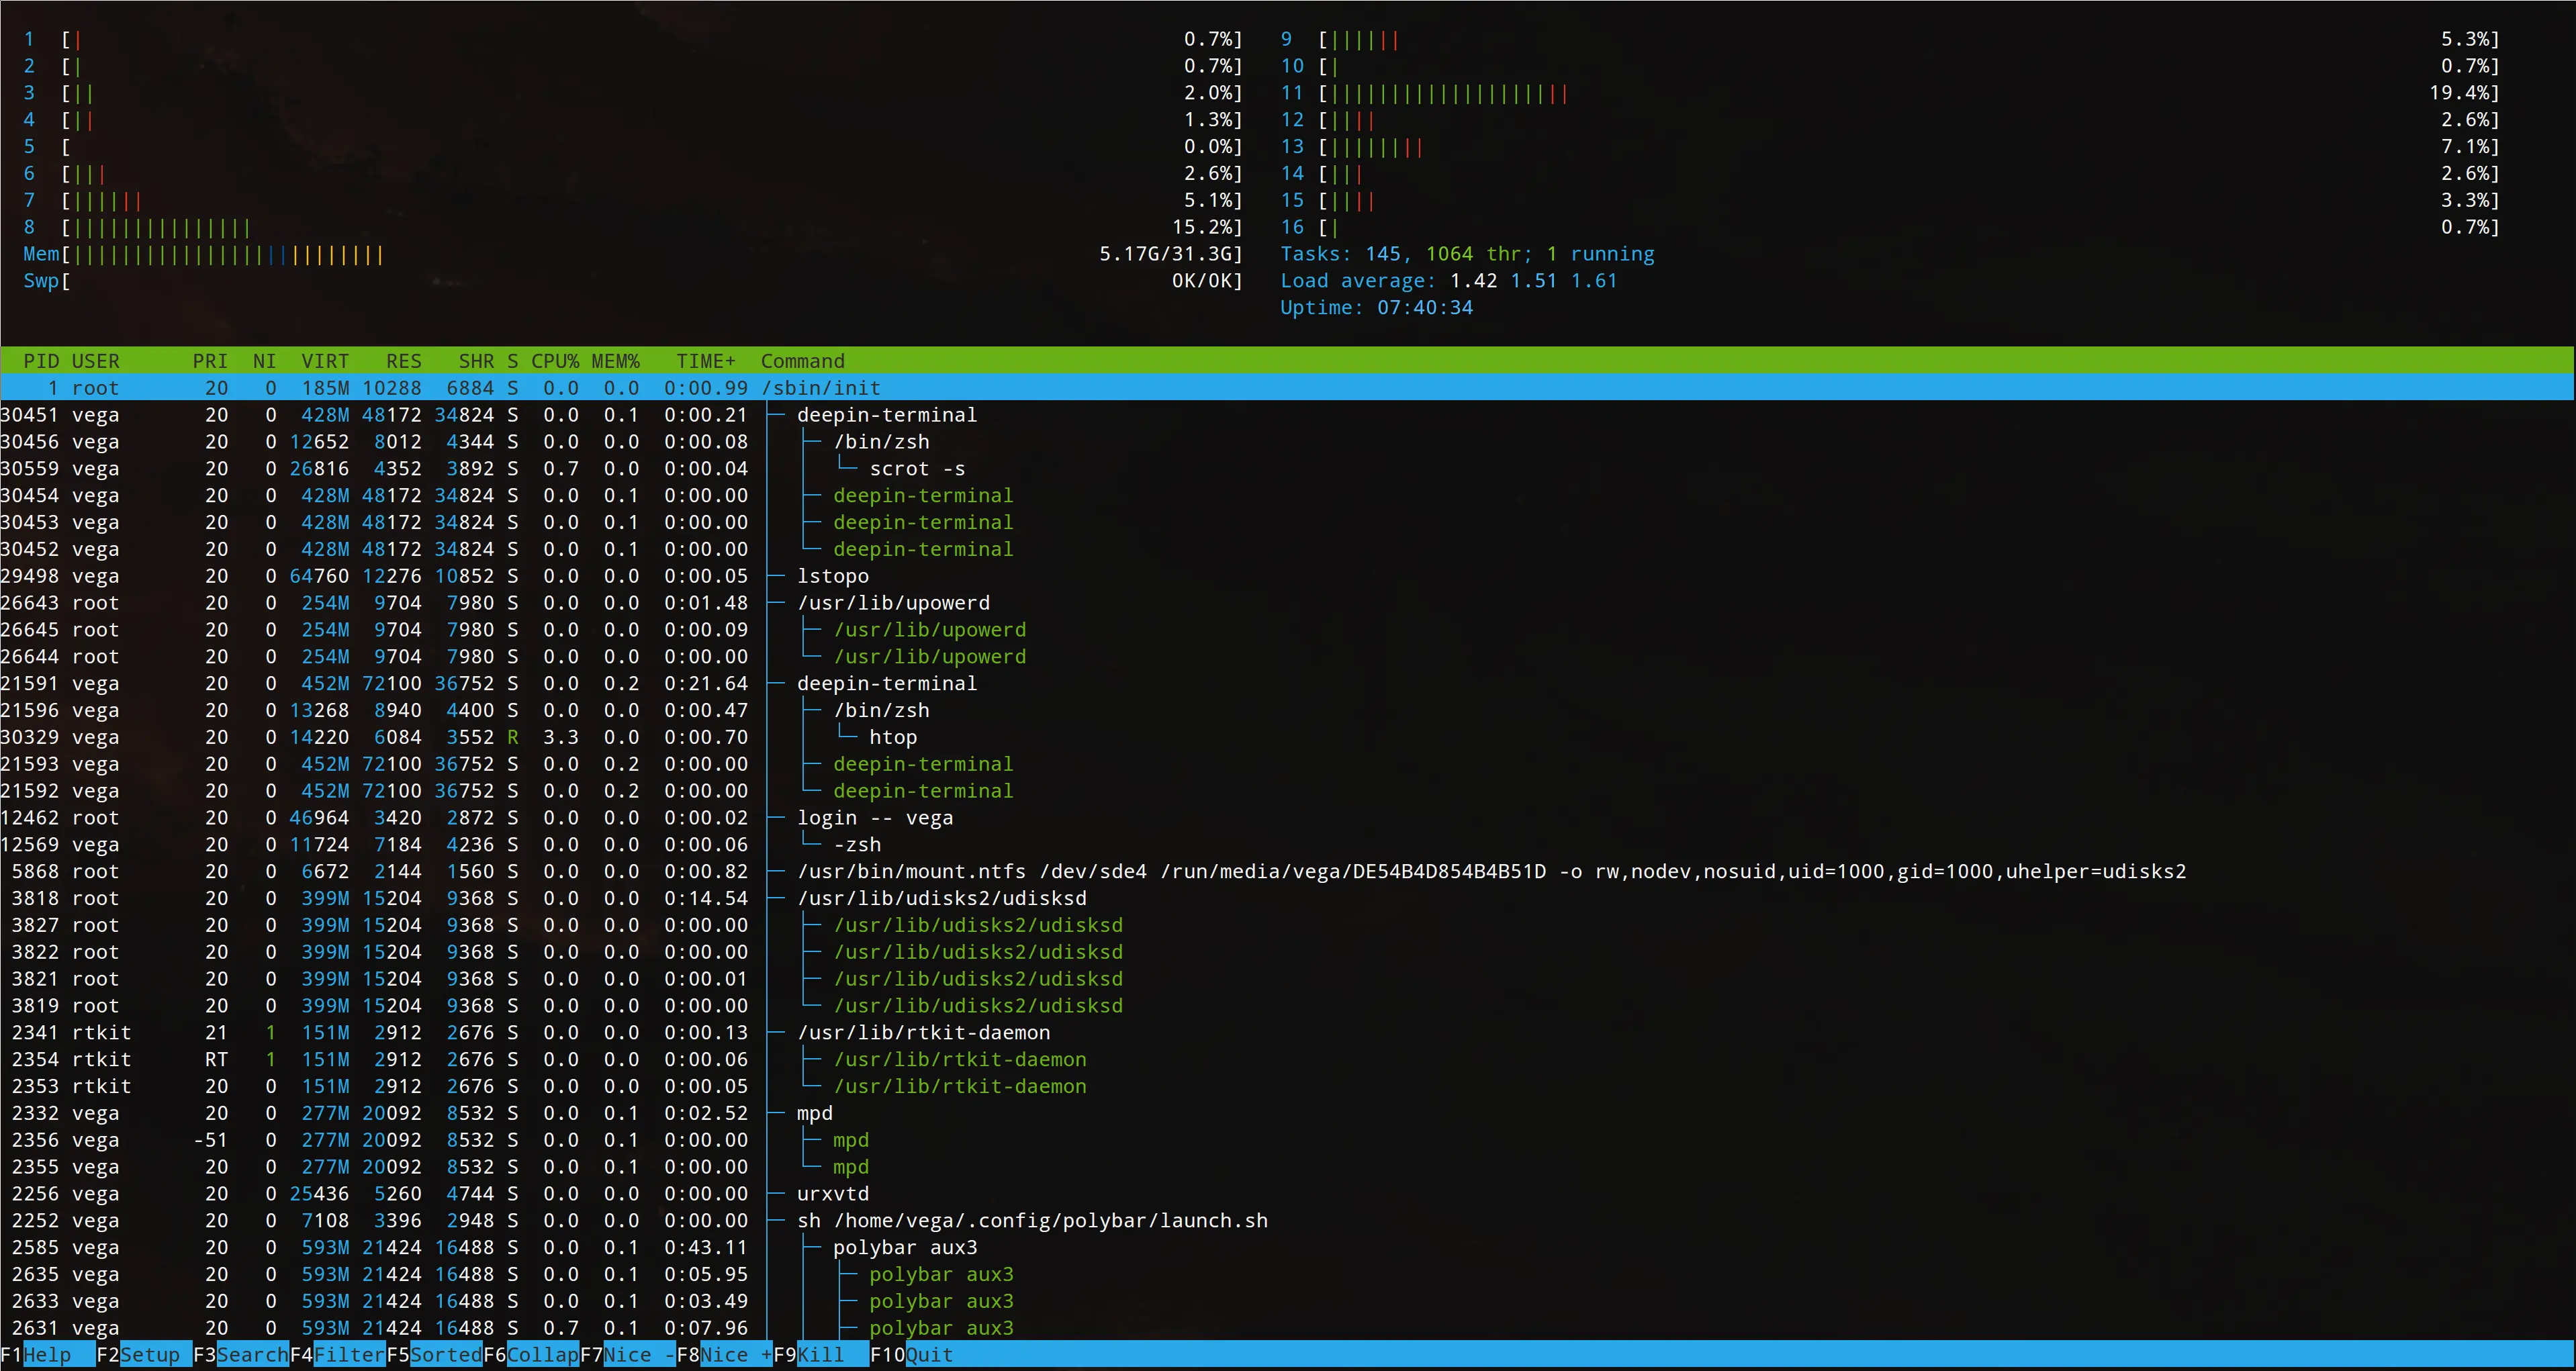 1 [| 0.7%] 9 [|||||| 5.3%]
2 [| 0.7%] 10 [| 0.7%]
3 [|| 2.0%] 11 [|||||||||||||||||||| 19.4%]
4 [|| 1.3%] 12 [|||| 2.6%]
5 [ 0.0%] 13 [|||||||| 7.1%]
6 [||| 2.6%] 14 [||| 2.6%]
7 [|||||| 5.1%] 15 [|||| 3.3%]
8 [||||||||||||||| 15.2%] 16 [| 0.7%]
Mem[|||||||||||||||||||||||||| 5.17G/31.3G] Tasks: 145, 1064 thr; 1 running
Swp[ 0K/0K] Load average: 1.42 1.51 1.61
Uptime: 07:40:34
PID USER PRI NI VIRT RES SHR S CPU% MEM% TIME+ Command
1 root 20 0 185M 10288 6884 S 0.0 0.0 0:00.99 /sbin/init
30451 vega 20 0 428M 48172 34824 S 0.0 0.1 0:00.21 ├─ deepin-terminal
30456 vega 20 0 12652 8012 4344 S 0.0 0.0 0:00.08 │ ├─ /bin/zsh
30559 vega 20 0 26816 4352 3892 S 0.7 0.0 0:00.04 │ │ └─ scrot -s
30454 vega 20 0 428M 48172 34824 S 0.0 0.1 0:00.00 │ ├─ deepin-terminal
30453 vega 20 0 428M 48172 34824 S 0.0 0.1 0:00.00 │ ├─ deepin-terminal
30452 vega 20 0 428M 48172 34824 S 0.0 0.1 0:00.00 │ └─ deepin-terminal
29498 vega 20 0 64760 12276 10852 S 0.0 0.0 0:00.05 ├─ lstopo
26643 root 20 0 254M 9704 7980 S 0.0 0.0 0:01.48 ├─ /usr/lib/upowerd
26645 root 20 0 254M 9704 7980 S 0.0 0.0 0:00.09 │ ├─ /usr/lib/upowerd
26644 root 20 0 254M 9704 7980 S 0.0 0.0 0:00.00 │ └─ /usr/lib/upowerd
21591 vega 20 0 452M 72100 36752 S 0.0 0.2 0:21.64 ├─ deepin-terminal
21596 vega 20 0 13268 8940 4400 S 0.0 0.0 0:00.47 │ ├─ /bin/zsh
30329 vega 20 0 14220 6084 3552 R 3.3 0.0 0:00.70 │ │ └─ htop
21593 vega 20 0 452M 72100 36752 S 0.0 0.2 0:00.00 │ ├─ deepin-terminal
21592 vega 20 0 452M 72100 36752 S 0.0 0.2 0:00.00 │ └─ deepin-terminal
12462 root 20 0 46964 3420 2872 S 0.0 0.0 0:00.02 ├─ login -- vega
12569 vega 20 0 11724 7184 4236 S 0.0 0.0 0:00.06 │ └─ -zsh
5868 root 20 0 6672 2144 1560 S 0.0 0.0 0:00.82 ├─ /usr/bin/mount.ntfs /dev/sde4 /run/media/vega/DE54B4D854B4B51D -o rw,nodev,nosuid,uid=1000,gid=1000,uhelper=udisks2
3818 root 20 0 399M 15204 9368 S 0.0 0.0 0:14.54 ├─ /usr/lib/udisks2/udisksd
3827 root 20 0 399M 15204 9368 S 0.0 0.0 0:00.00 │ ├─ /usr/lib/udisks2/udisksd
3822 root 20 0 399M 15204 9368 S 0.0 0.0 0:00.00 │ ├─ /usr/lib/udisks2/udisksd
3821 root 20 0 399M 15204 9368 S 0.0 0.0 0:00.01 │ ├─ /usr/lib/udisks2/udisksd
3819 root 20 0 399M 15204 9368 S 0.0 0.0 0:00.00 │ └─ /usr/lib/udisks2/udisksd
2341 rtkit 21 1 151M 2912 2676 S 0.0 0.0 0:00.13 ├─ /usr/lib/rtkit-daemon
2354 rtkit RT 1 151M 2912 2676 S 0.0 0.0 0:00.06 │ ├─ /usr/lib/rtkit-daemon
2353 rtkit 20 0 151M 2912 2676 S 0.0 0.0 0:00.05 │ └─ /usr/lib/rtkit-daemon
2332 vega 20 0 277M 20092 8532 S 0.0 0.1 0:02.52 ├─ mpd
2356 vega -51 0 277M 20092 8532 S 0.0 0.1 0:00.00 │ ├─ mpd
2355 vega 20 0 277M 20092 8532 S 0.0 0.1 0:00.00 │ └─ mpd
2256 vega 20 0 25436 5260 4744 S 0.0 0.0 0:00.00 ├─ urxvtd
2252 vega 20 0 7108 3396 2948 S 0.0 0.0 0:00.00 ├─ sh /home/vega/.config/polybar/launch.sh
2585 vega 20 0 593M 21424 16488 S 0.0 0.1 0:43.11 │ ├─ polybar aux3
2635 vega 20 0 593M 21424 16488 S 0.0 0.1 0:05.95 │ │ ├─ polybar aux3
2633 vega 20 0 593M 21424 16488 S 0.0 0.1 0:03.49 │ │ ├─ polybar aux3
2631 vega 20 0 593M 21424 16488 S 0.7 0.1 0:07.96 │ │ ├─ polybar aux3
F1Help F2Setup F3SearchF4FilterF5SortedF6CollapF7Nice -F8Nice +F9Kill F10Quit